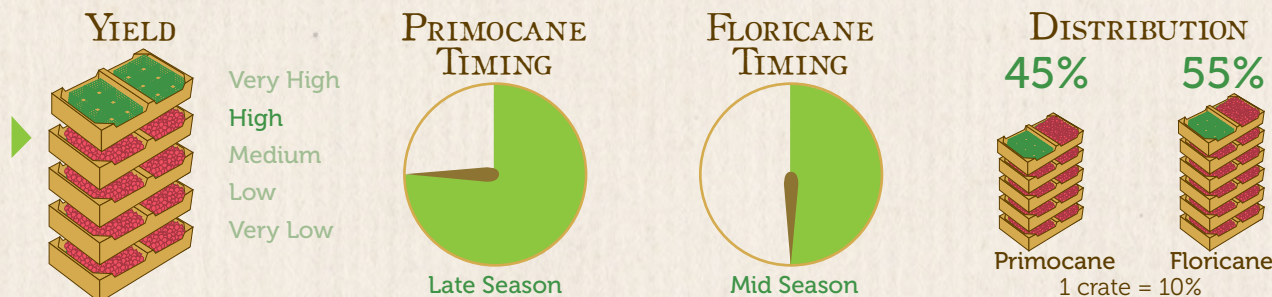 Yield
Very High
High
Medium
Low
Very Low
Primocane
Timing
Late Season
Floricane
Timing
Mid Season
Distribution
45%
55%
Primocane
Floricane
1 crate = 10%